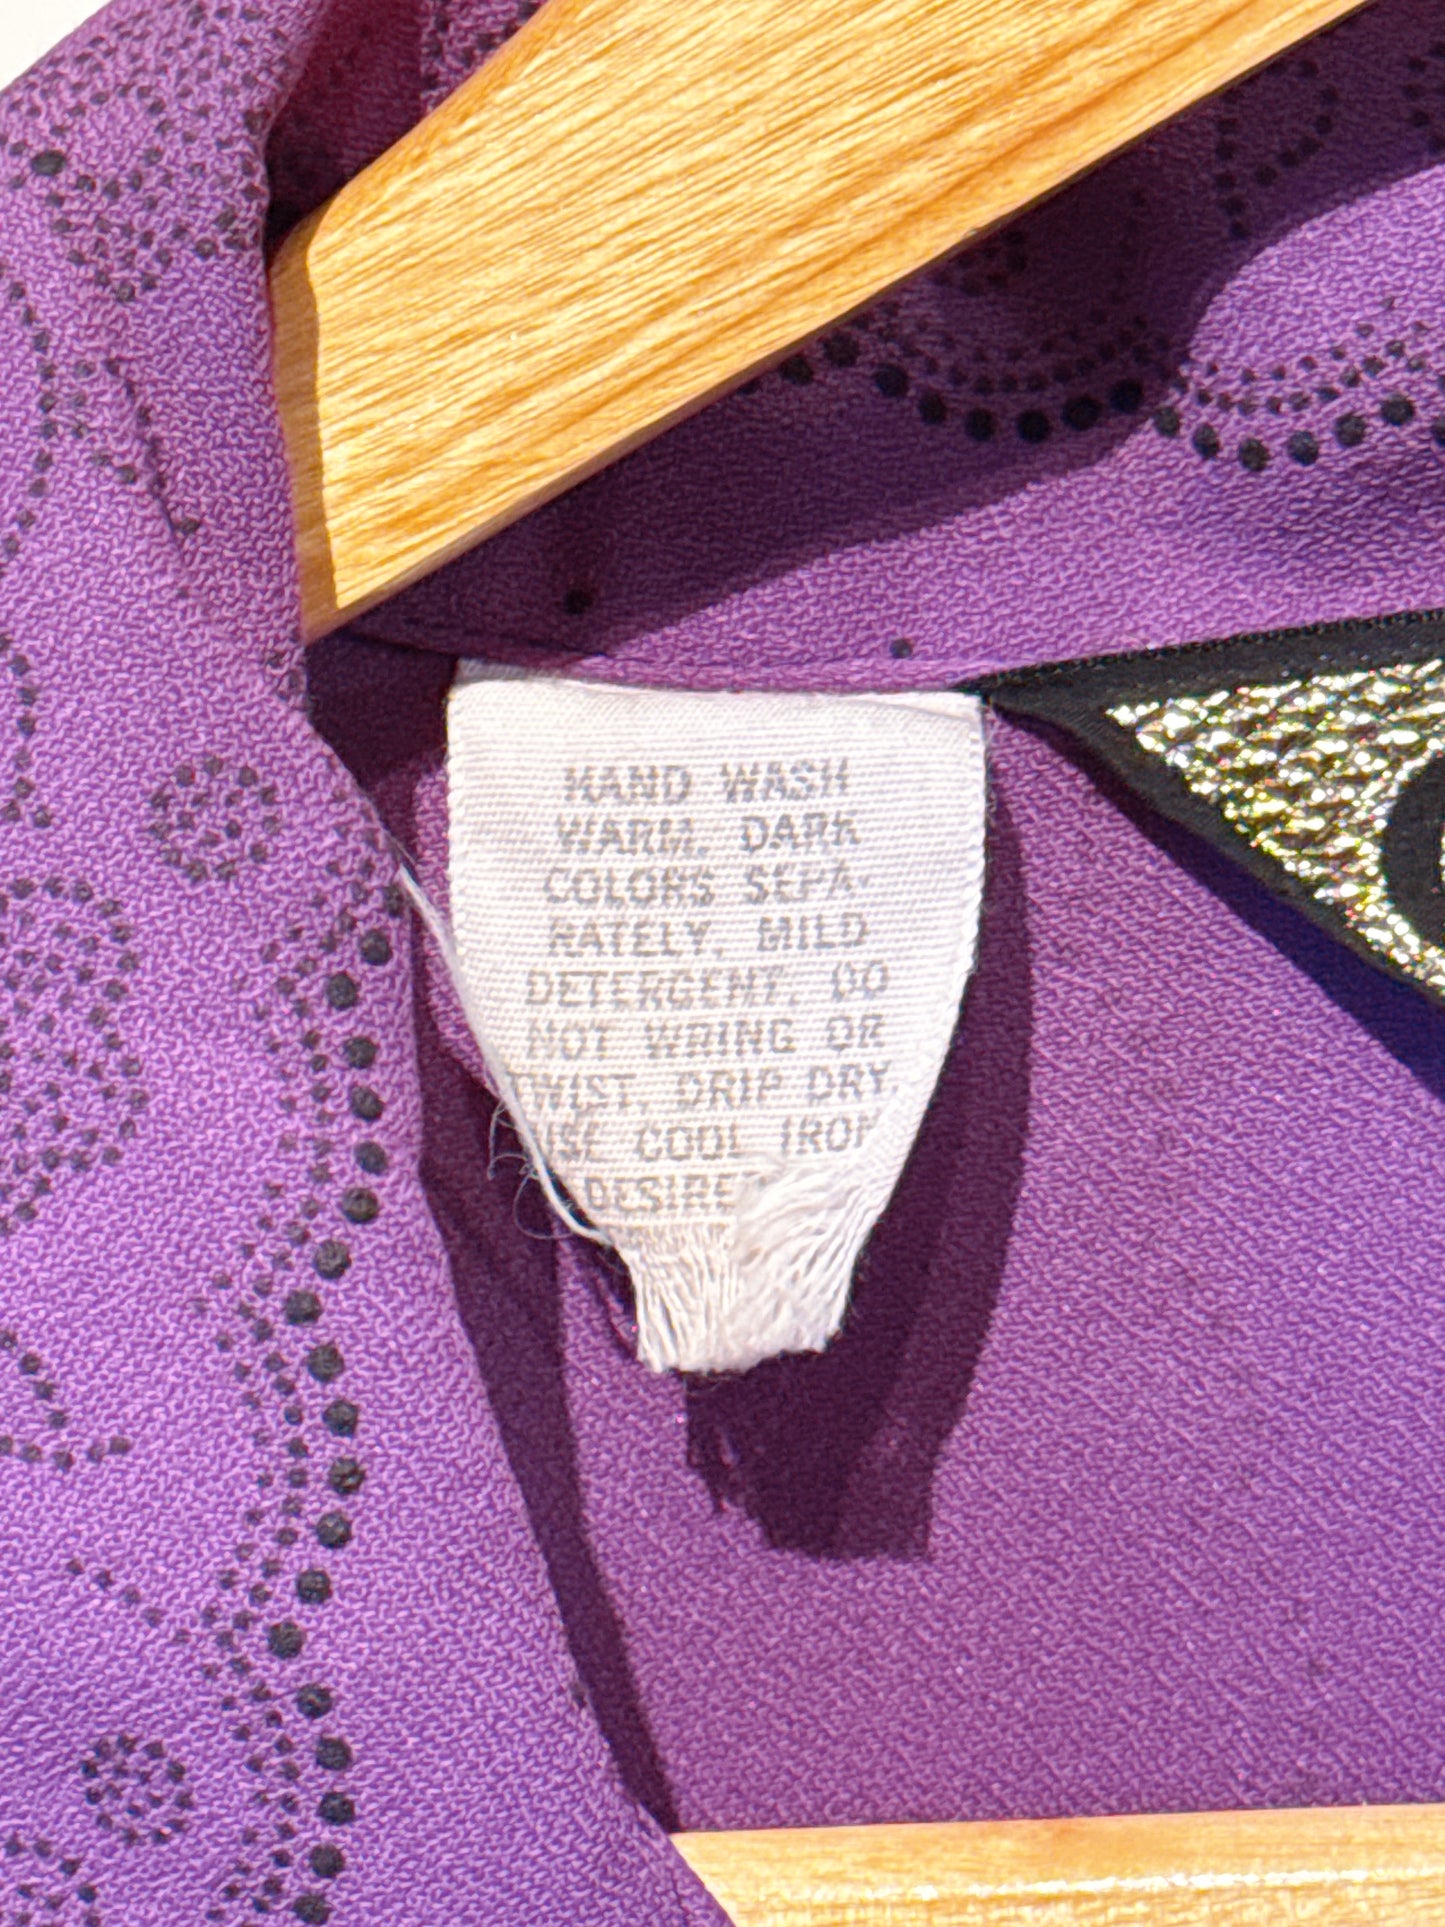 HAND WASH
WARM. DARK
COLORS SEPA-
RATELY, MILD
DETERGENT. DO
NOT WRING OR
TWIST. DRIP DRY.
USE COOL IRON
DESIRED